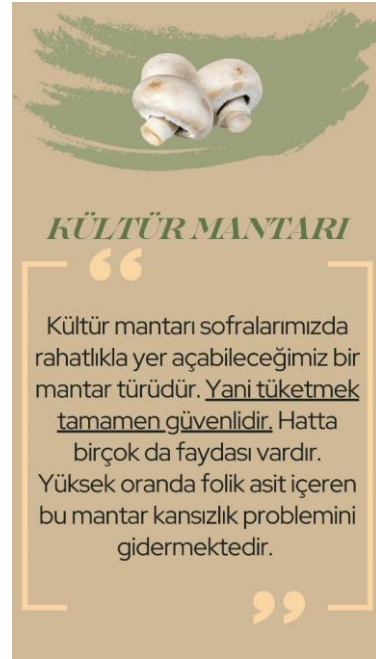 KÜLTÜR MANTARI
“
Kültür mantarı sofralarımızda
rahatlıkla yer açabileceğimiz bir
mantar türüdür. Yani tüketmek
tamamen güvenlidir. Hatta
birçok da faydası vardır.
Yüksek oranda folik asit içeren
bu mantar kansızlık problemini
gidermektedir.
”